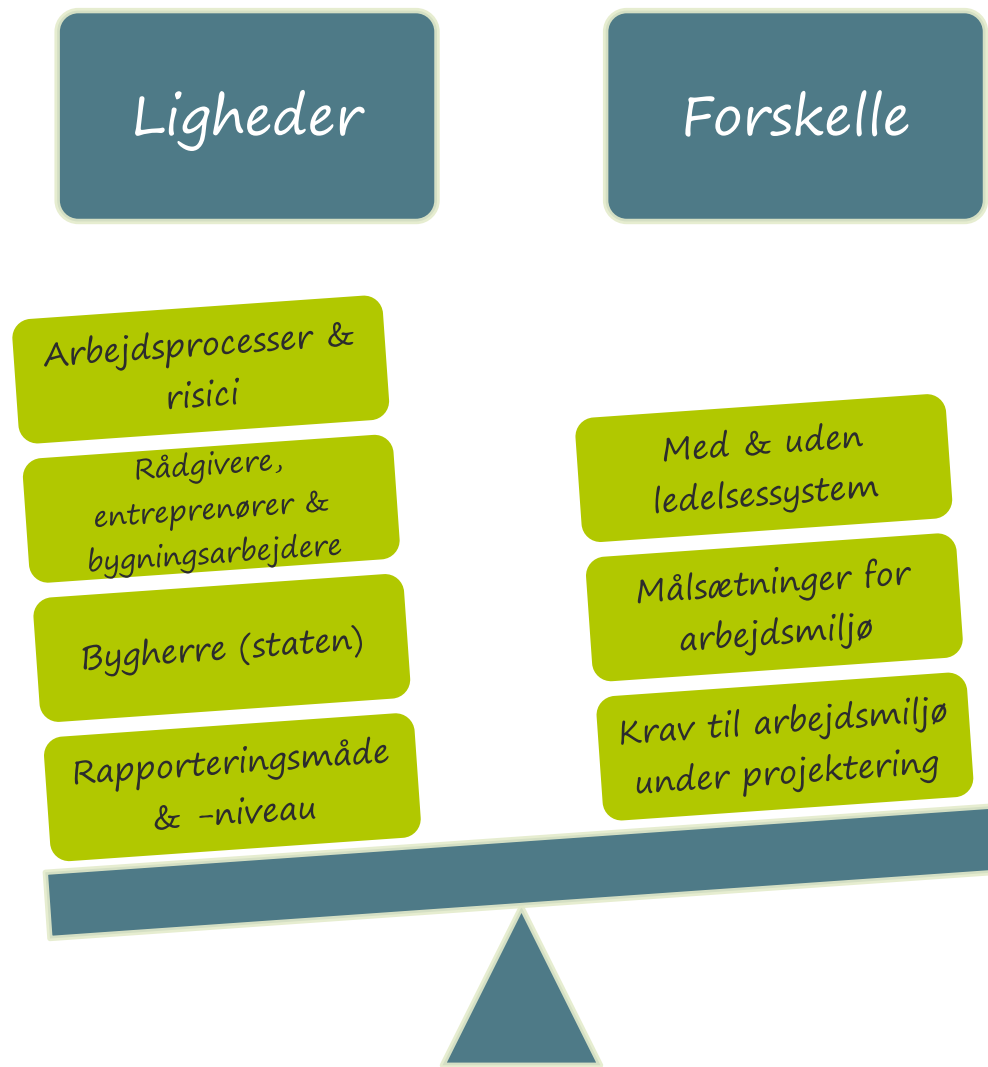 Ligheder
Forskelle
Arbejdsprocesser &
risici
Rådgivere,
entreprenører &
bygningsarbejdere
Bygherre (staten)
Rapporteringsmåde
& -niveau
Med & uden
ledelsessystem
Målsætninger for
arbejdsmiljø
Krav til arbejdsmiljø
under projektering